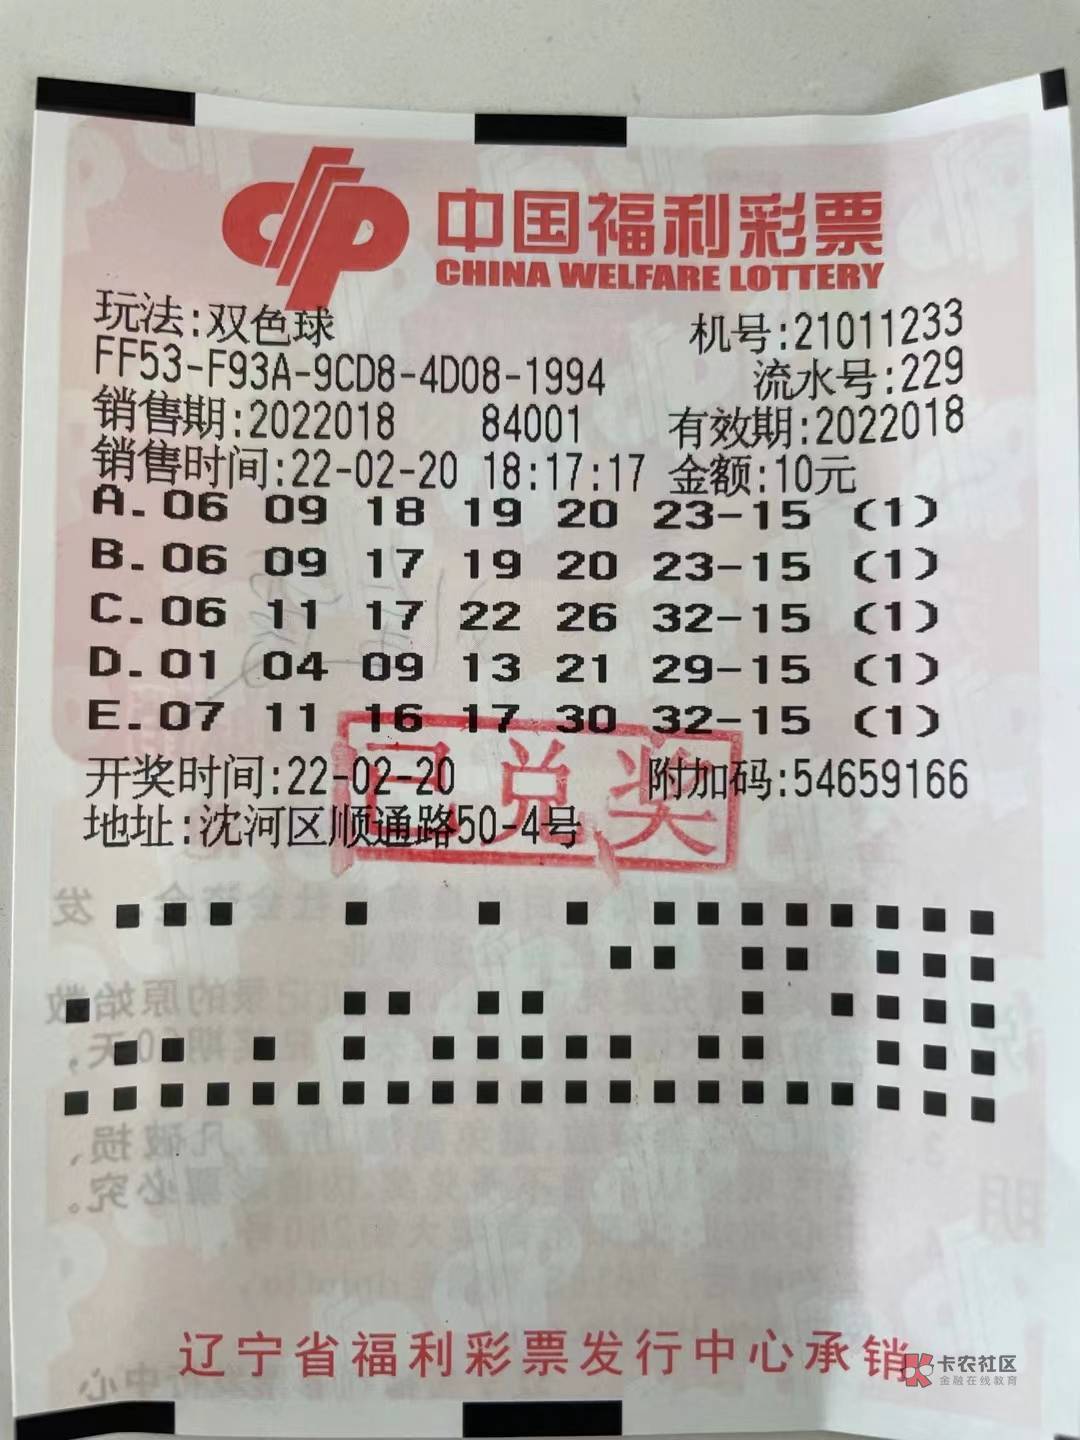 中国福利彩票
CHINA WELFARE LOTTERY
玩法:双色球 机号:21011233
FF53-F93A-9CD8-4D08-1994 流水号:229
销售期:2022018 84001 有效期:2022018
销售时间:22-02-20 18:17:17 金额:10元
A.06 09 18 19 20 23-15 (1)
B.06 09 17 19 20 23-15 (1)
C.06 11 17 22 26 32-15 (1)
D.01 04 09 13 21 29-15 (1)
E.07 11 16 17 30 32-15 (1)
已兑奖
开奖时间:22-02-20 附加码:54659166
地址:沈河区顺通路50-4号
辽宁省福利彩票发行中心承销
卡农社区
金融在线教育